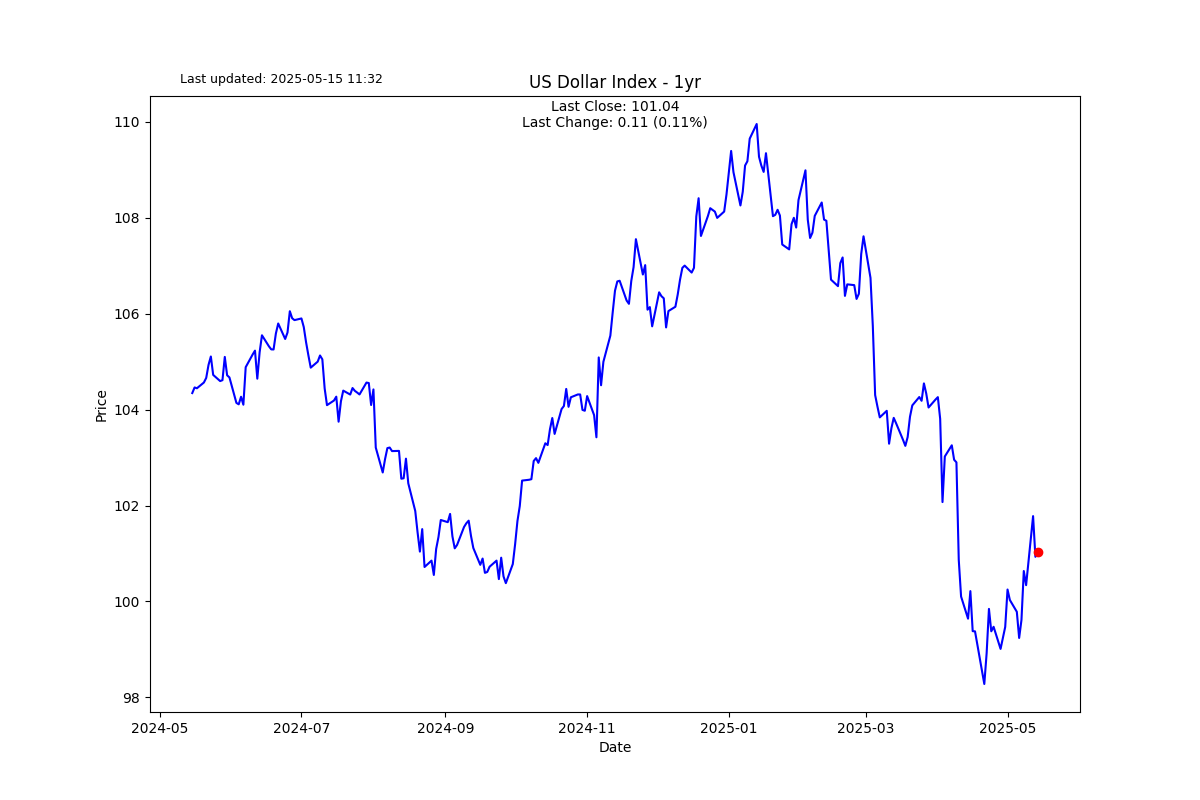 Last updated: 2025-05-15 11:32
US Dollar Index - 1yr
Last Close: 101.04
Last Change: 0.11 (0.11%)
110
108
106
104
102
100
98
Price
2024-05
2024-07
2024-09
2024-11
2025-01
2025-03
2025-05
Date